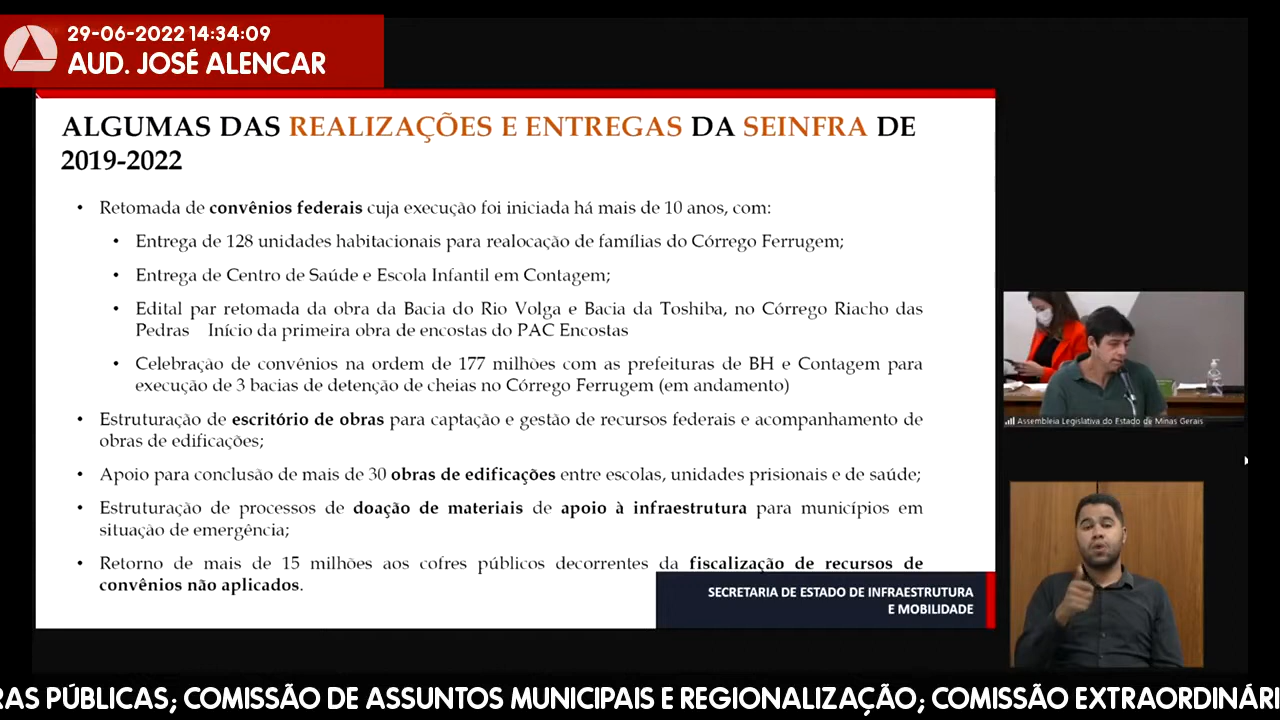 29-06-2022 14:34:09
AUD. JOSÉ ALENCAR
ALGUMAS DAS REALIZAÇÕES E ENTREGAS DA SEINFRA DE
2019-2022
• Retomada de convênios federais cuja execução foi iniciada há mais de 10 anos, com:
• Entrega de 128 unidades habitacionais para realocação de famílias do Córrego Ferrugem;
• Entrega de Centro de Saúde e Escola Infantil em Contagem;
• Edital par retomada da obra da Bacia do Rio Volga e Bacia da Toshiba, no Córrego Riacho das
Pedras Início da primeira obra de encostas do PAC Encostas
• Celebração de convênios na ordem de 177 milhões com as prefeituras de BH e Contagem para
execução de 3 bacias de detenção de cheias no Córrego Ferrugem (em andamento)
• Estruturação de escritório de obras para captação e gestão de recursos federais e acompanhamento de
obras de edificações;
• Apoio para conclusão de mais de 30 obras de edificações entre escolas, unidades prisionais e de saúde;
• Estruturação de processos de doação de materiais de apoio à infraestrutura para municípios em
situação de emergência;
• Retorno de mais de 15 milhões aos cofres públicos decorrentes da fiscalização de recursos de
convênios não aplicados.
SECRETARIA DE ESTADO DE INFRAESTRUTURA
E MOBILIDADE
Assembleia Legislativa do Estado de Minas Gerais
RAS PÚBLICAS; COMISSÃO DE ASSUNTOS MUNICIPAIS E REGIONALIZAÇÃO; COMISSÃO EXTRAORDINÁRI